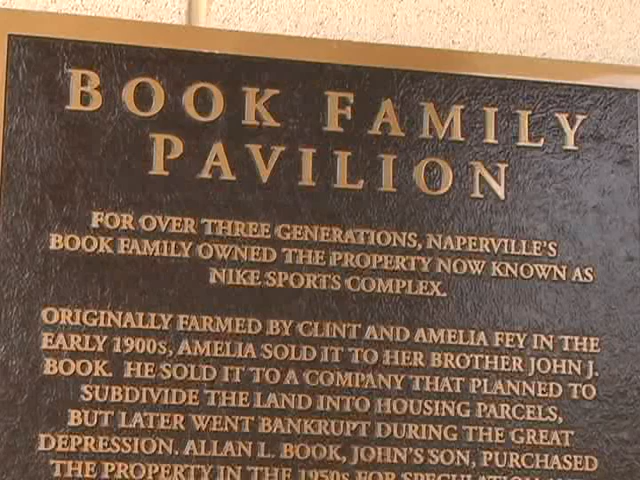 BOOK FAMILY
PAVILION
FOR OVER THREE GENERATIONS, NAPERVILLE'S
BOOK FAMILY OWNED THE PROPERTY NOW KNOWN AS
NIKE SPORTS COMPLEX.
ORIGINALLY FARMED BY CLINT AND AMELIA FEY IN THE
EARLY 1900s, AMELIA SOLD IT TO HER BROTHER JOHN J.
BOOK. HE SOLD IT TO A COMPANY THAT PLANNED TO
SUBDIVIDE THE LAND INTO HOUSING PARCELS,
BUT LATER WENT BANKRUPT DURING THE GREAT
DEPRESSION. ALLAN L. BOOK, JOHN'S SON, PURCHASED
THE PROPERTY IN THE 1950s FOR SPECULATION